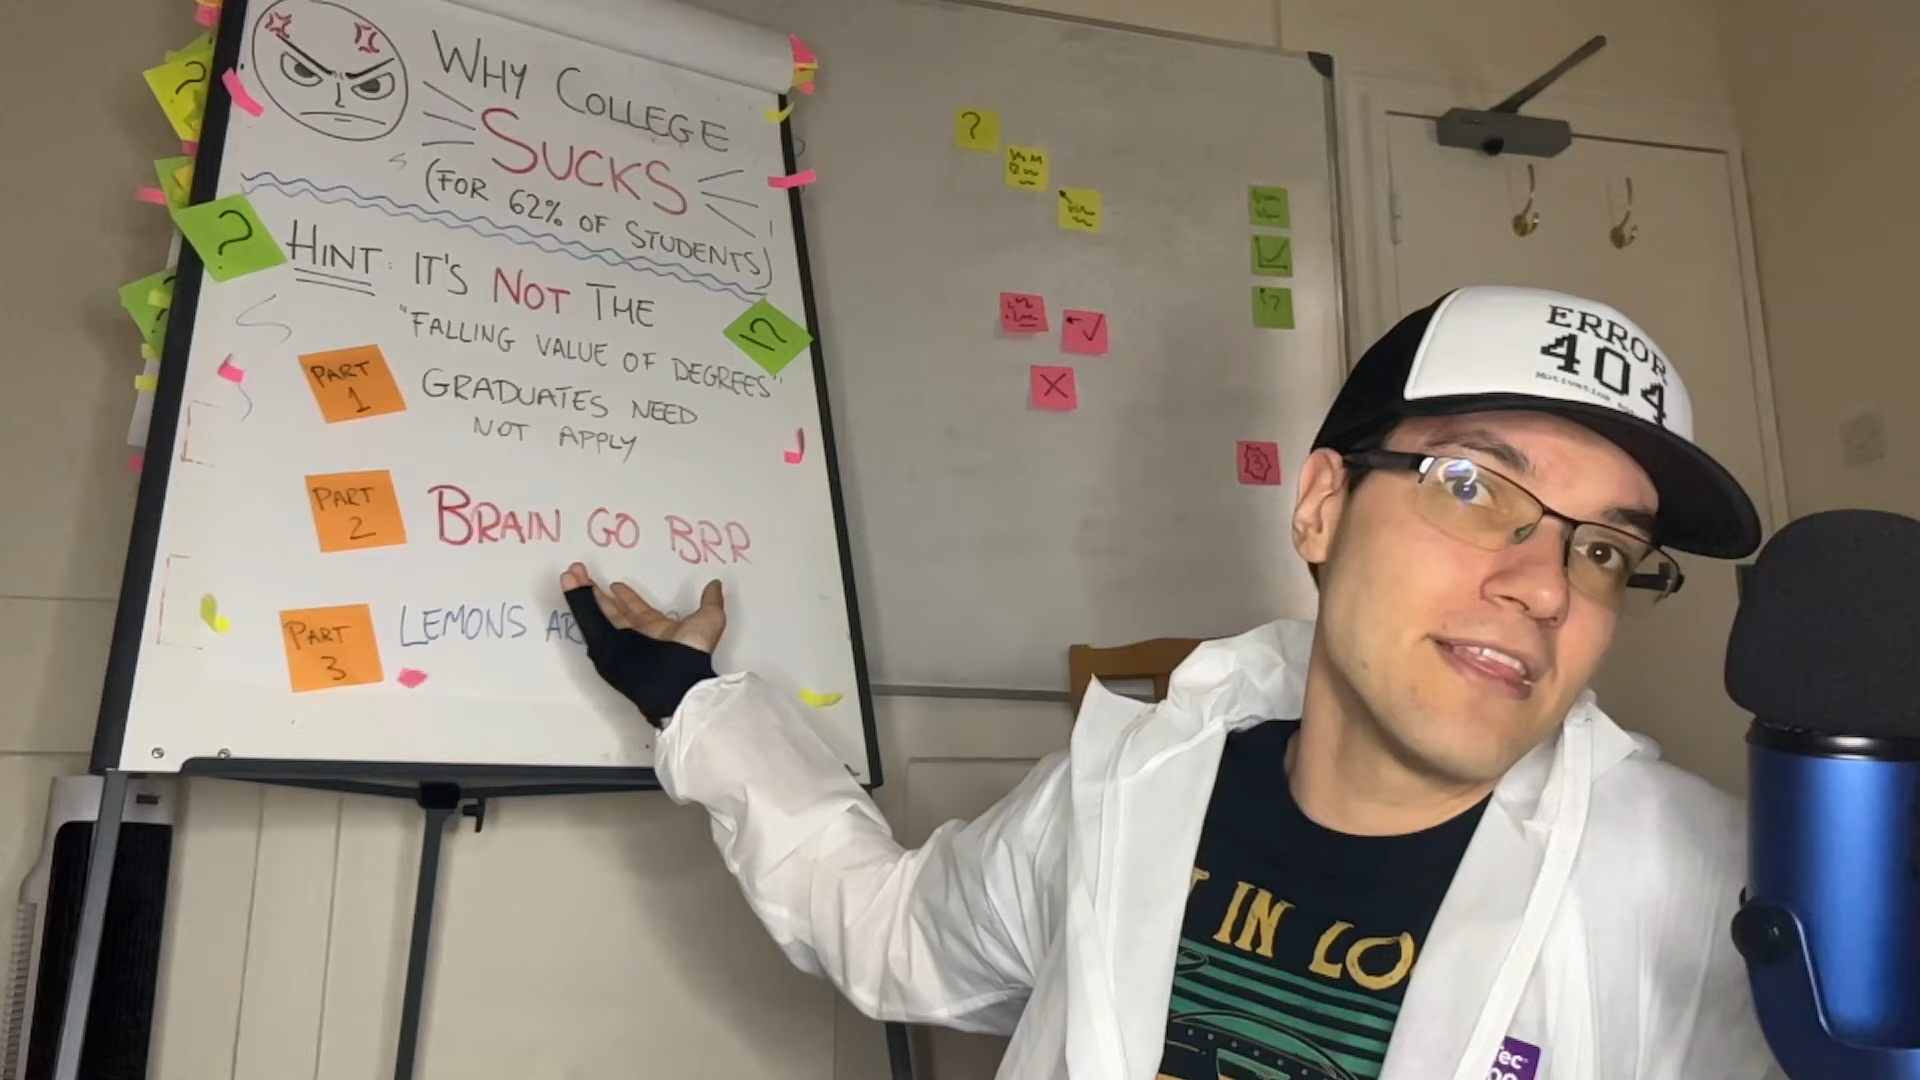 WHY COLLEGE
SUCKS
(FOR 62% OF STUDENTS)
HINT: IT'S NOT THE
"FALLING VALUE OF DEGREES"
PART
1
GRADUATES NEED
NOT APPLY
PART
2
BRAIN GO BRR
PART
3
LEMONS
?
?
!?
?
ERROR
404
IN LO